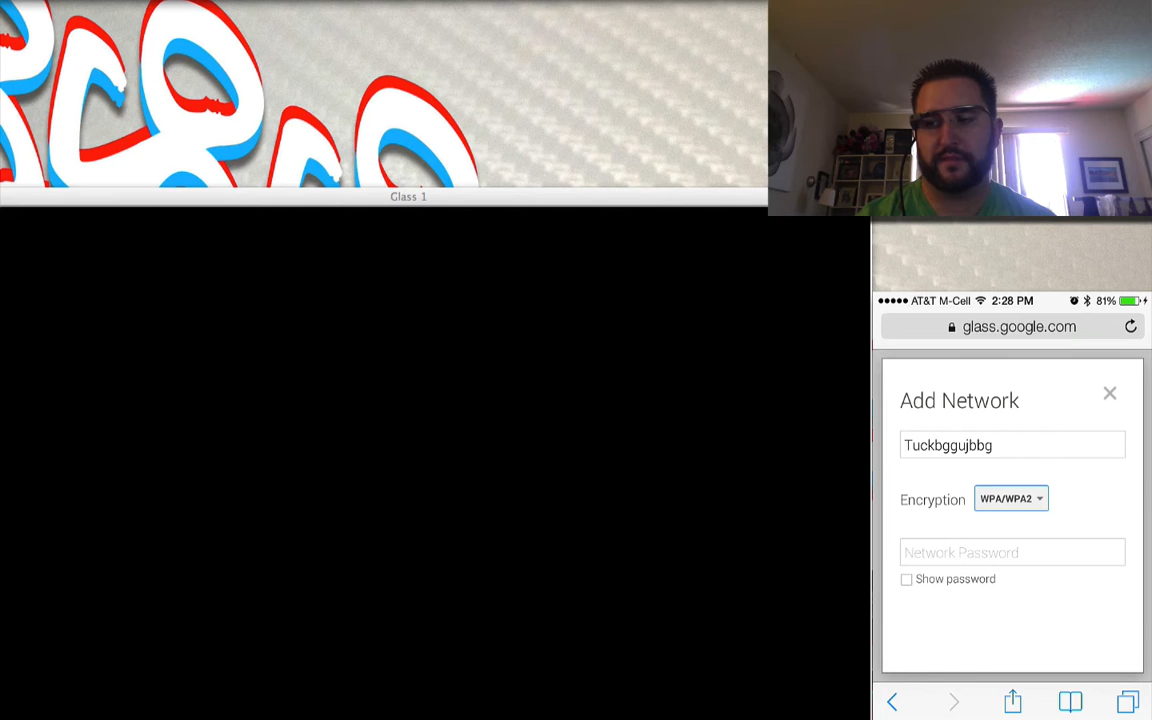 Glass 1
AT&T M-Cell 2:28 PM 81%
glass.google.com
Add Network
Tuckbggujbbg
Encryption WPA/WPA2
Network Password
Show password